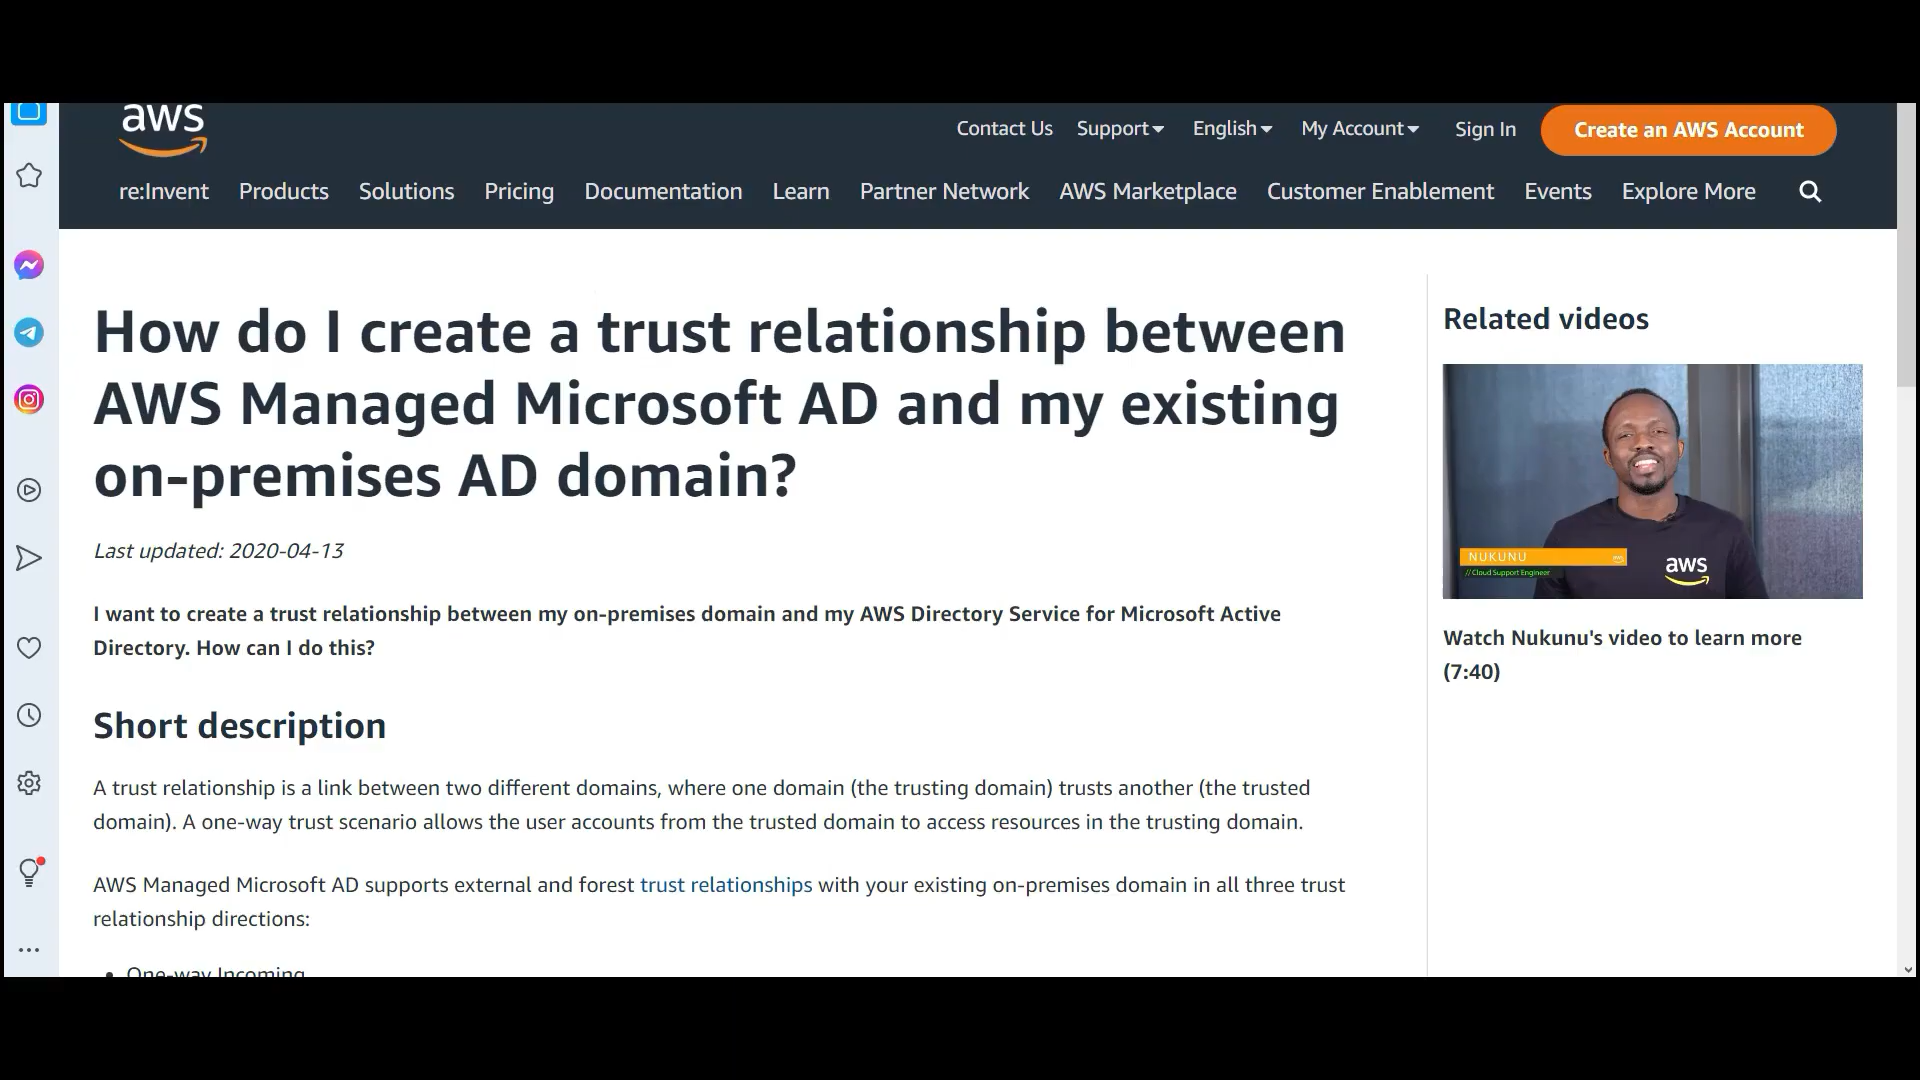 aws
Contact Us Support English My Account Sign In Create an AWS Account
re:Invent Products Solutions Pricing Documentation Learn Partner Network AWS Marketplace Customer Enablement Events Explore More
How do I create a trust relationship between
AWS Managed Microsoft AD and my existing
on-premises AD domain?
Last updated: 2020-04-13
I want to create a trust relationship between my on-premises domain and my AWS Directory Service for Microsoft Active
Directory. How can I do this?
Short description
A trust relationship is a link between two different domains, where one domain (the trusting domain) trusts another (the trusted
domain). A one-way trust scenario allows the user accounts from the trusted domain to access resources in the trusting domain.
AWS Managed Microsoft AD supports external and forest trust relationships with your existing on-premises domain in all three trust
relationship directions:
• One-way Incoming
Related videos
NUKUNU
// Cloud Support Engineer
aws
Watch Nukunu's video to learn more
(7:40)